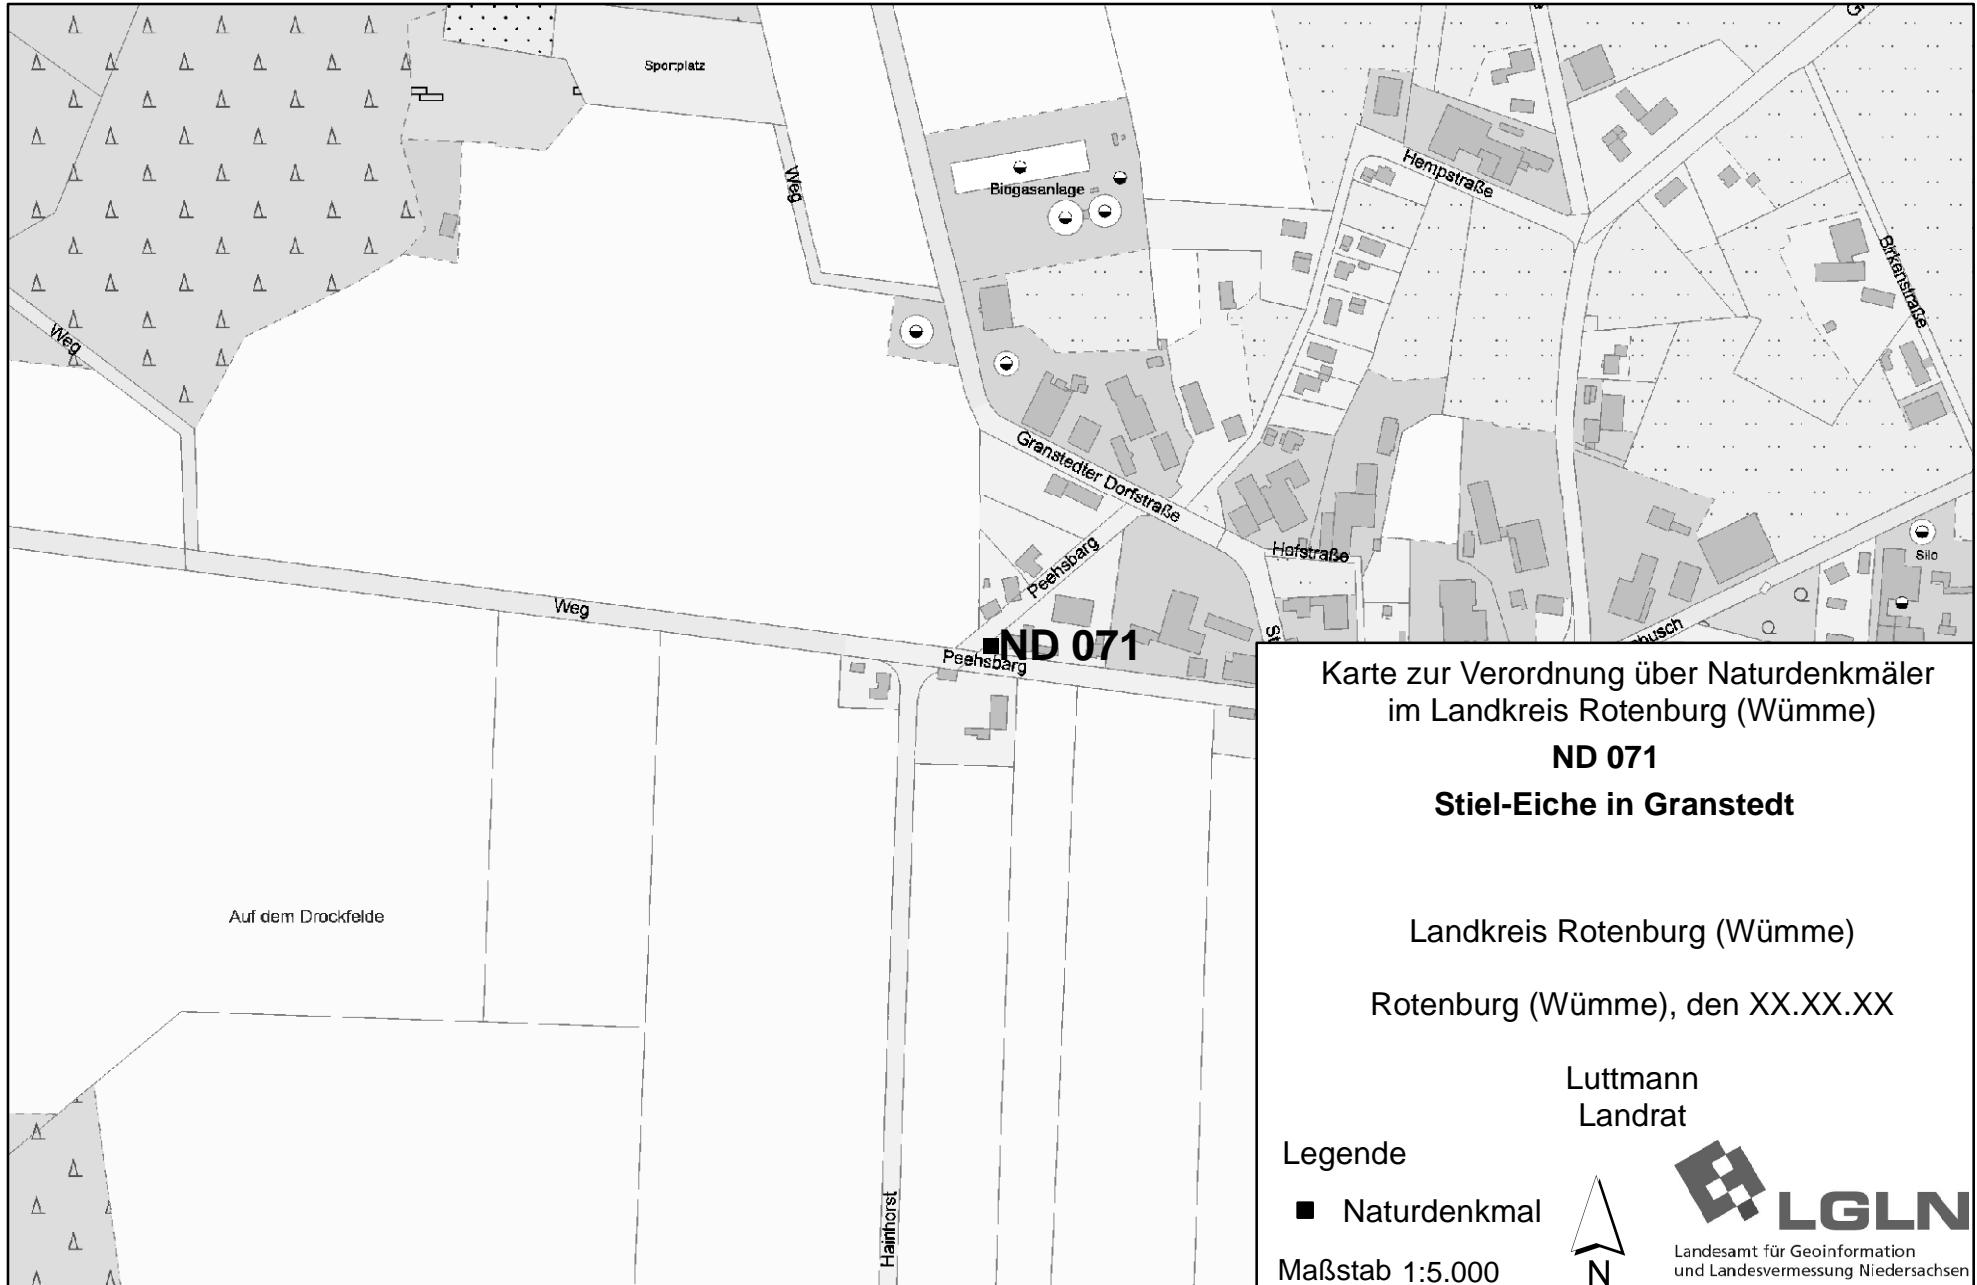 Sportplatz
Weg
Biogasanlage
Hempstraße
Birkenstraße
Weg
Granstedter Dorfstraße
Hofstraße
Silo
Peehsbarg
Weg
ND 071
Peehsbarg
Auf dem Drockfelde
Hainhorst
Karte zur Verordnung über Naturdenkmäler
im Landkreis Rotenburg (Wümme)
ND 071
Stiel-Eiche in Granstedt
Landkreis Rotenburg (Wümme)
Rotenburg (Wümme), den XX.XX.XX
Luttmann
Landrat
Legende
Naturdenkmal
Maßstab 1:5.000
N
LGLN
Landesamt für Geoinformation
und Landesvermessung Niedersachsen